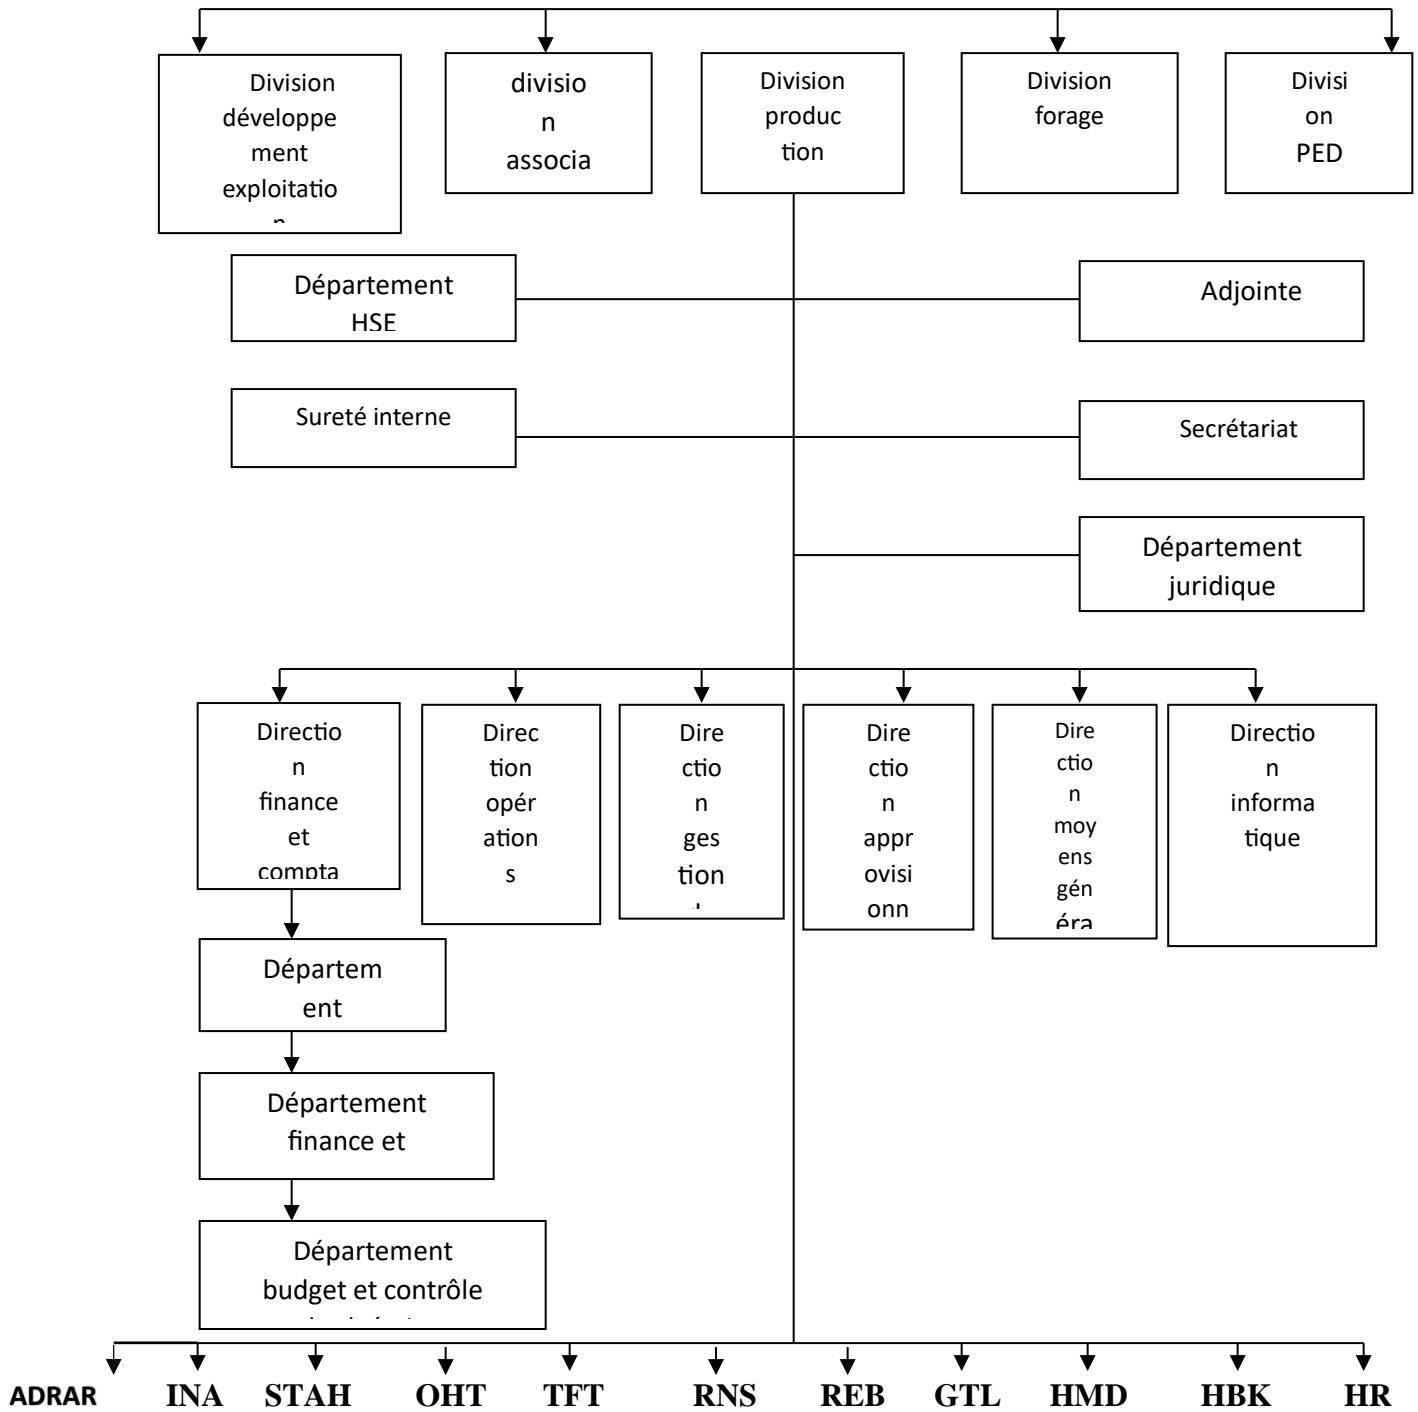 Division
développe
ment
exploitatio
divisio
n
associa
Division
produc
tion
Division
forage
Divisi
on
PED
Département
HSE
Adjointe
Sureté interne
Secrétariat
Département
juridique
Directio
n
finance
et
compta
Direc
tion
opér
ation
s
Dire
ctio
n
ges
tion
Dire
ctio
n
appr
ovisi
onn
Dire
ctio
n
moy
ens
gén
éra
Directio
n
informa
tique
Départem
ent
Département
finance et
Département
budget et contrôle
ADRAR INA STAH OHT TFT RNS REB GTL HMD HBK HR